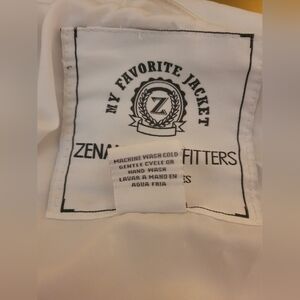 MY FAVORITE JACKET
Z
ZENA
FITTERS
MACHINE WASH COLD
GENTLE CYCLE OR
HAND WASH
LAVAR A MANO EN
AGUA FRIA